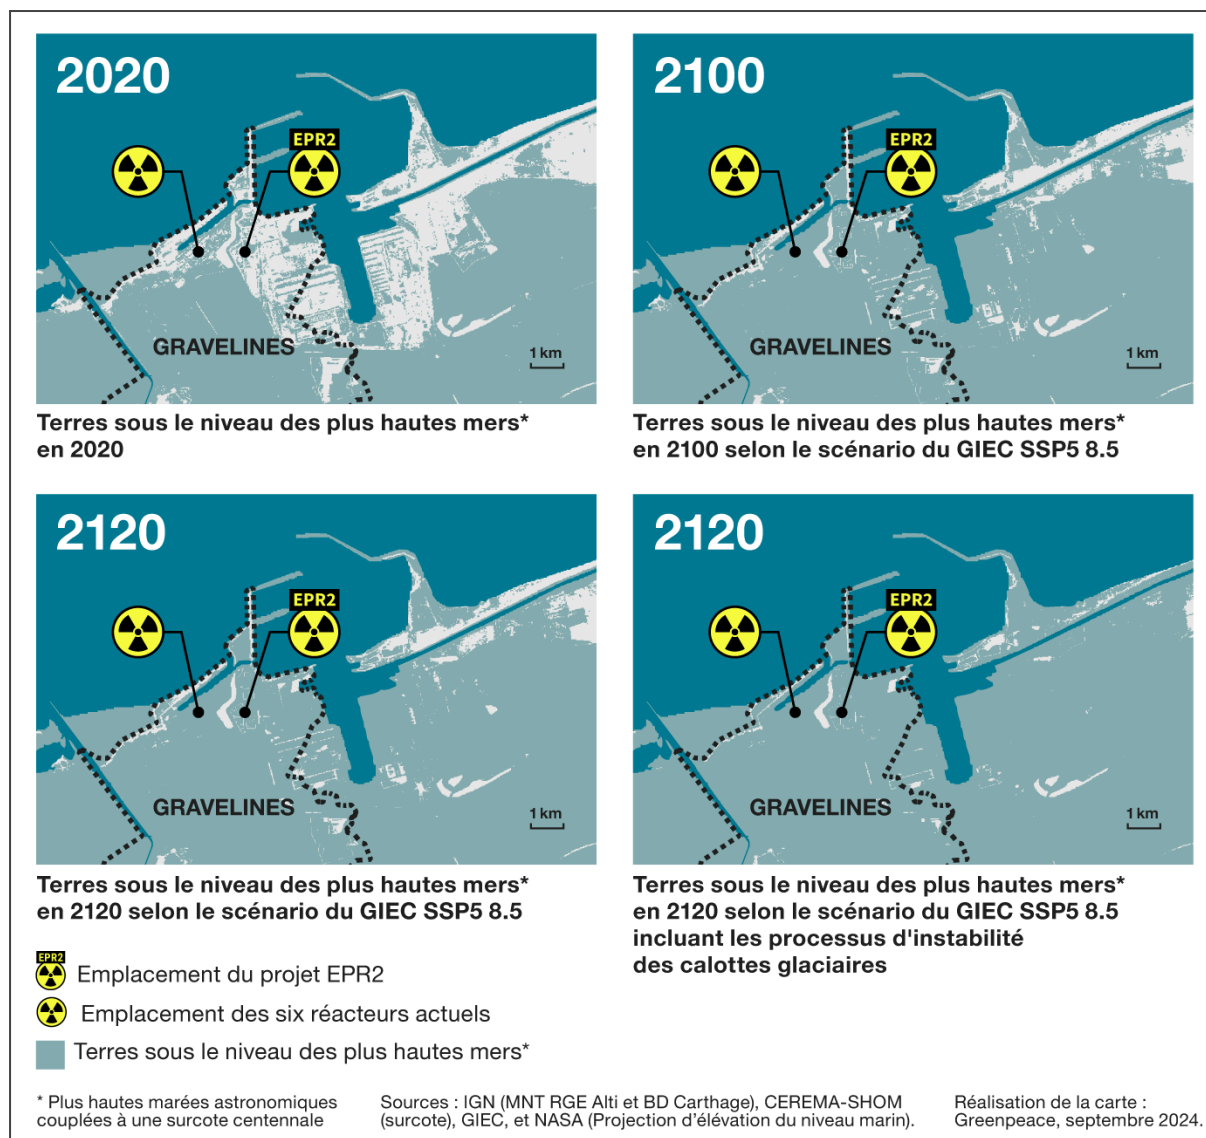 2020
EPR2
GRAVELINES
1 km
Terres sous le niveau des plus hautes mers*
en 2020
2100
EPR2
GRAVELINES
1 km
Terres sous le niveau des plus hautes mers*
en 2100 selon le scénario du GIEC SSP5 8.5
2120
EPR2
GRAVELINES
1 km
Terres sous le niveau des plus hautes mers*
en 2120 selon le scénario du GIEC SSP5 8.5
2120
EPR2
GRAVELINES
1 km
Terres sous le niveau des plus hautes mers*
en 2120 selon le scénario du GIEC SSP5 8.5
incluant les processus d'instabilité
des calottes glaciaires
EPR2
Emplacement du projet EPR2
Emplacement des six réacteurs actuels
Terres sous le niveau des plus hautes mers*
* Plus hautes marées astronomiques
couplées à une surcote centennale
Sources : IGN (MNT RGE Alti et BD Carthage), CEREMA-SHOM
(surcote), GIEC, et NASA (Projection d’élévation du niveau marin).
Réalisation de la carte :
Greenpeace, septembre 2024.